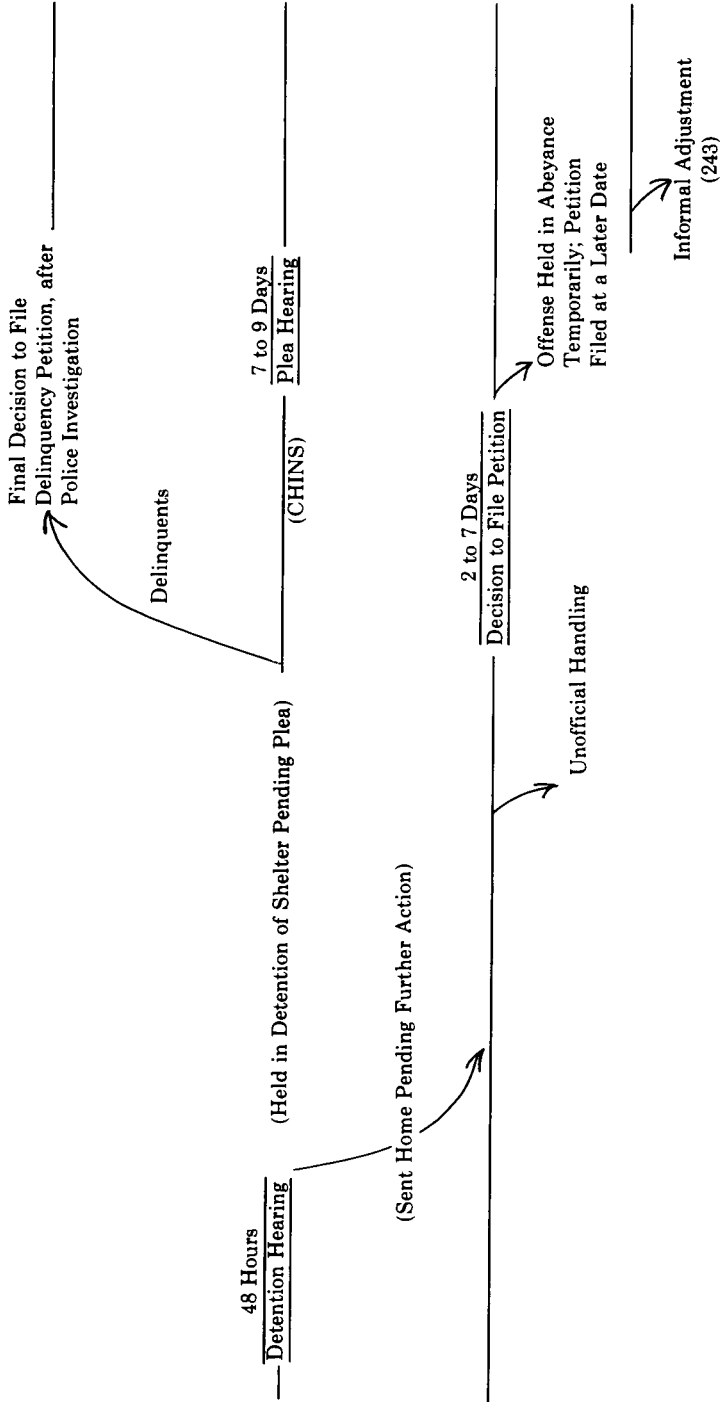 Final Decision to File
Delinquency Petition, after
Police Investigation
Delinquents
48 Hours
Detention Hearing
(Held in Detention of Shelter Pending Plea)
(CHINS)
7 to 9 Days
Plea Hearing
(Sent Home Pending Further Action)
2 to 7 Days
Decision to File Petition
Unofficial Handling
Offense Held in Abeyance
Temporarily; Petition
Filed at a Later Date
Informal Adjustment
(243)